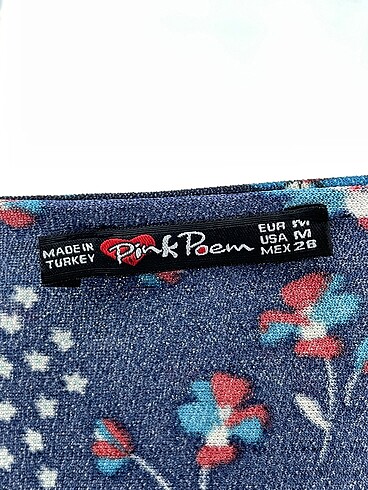 MADE IN
TURKEY
Pink Poem
EUR M
USA M
MEX 28